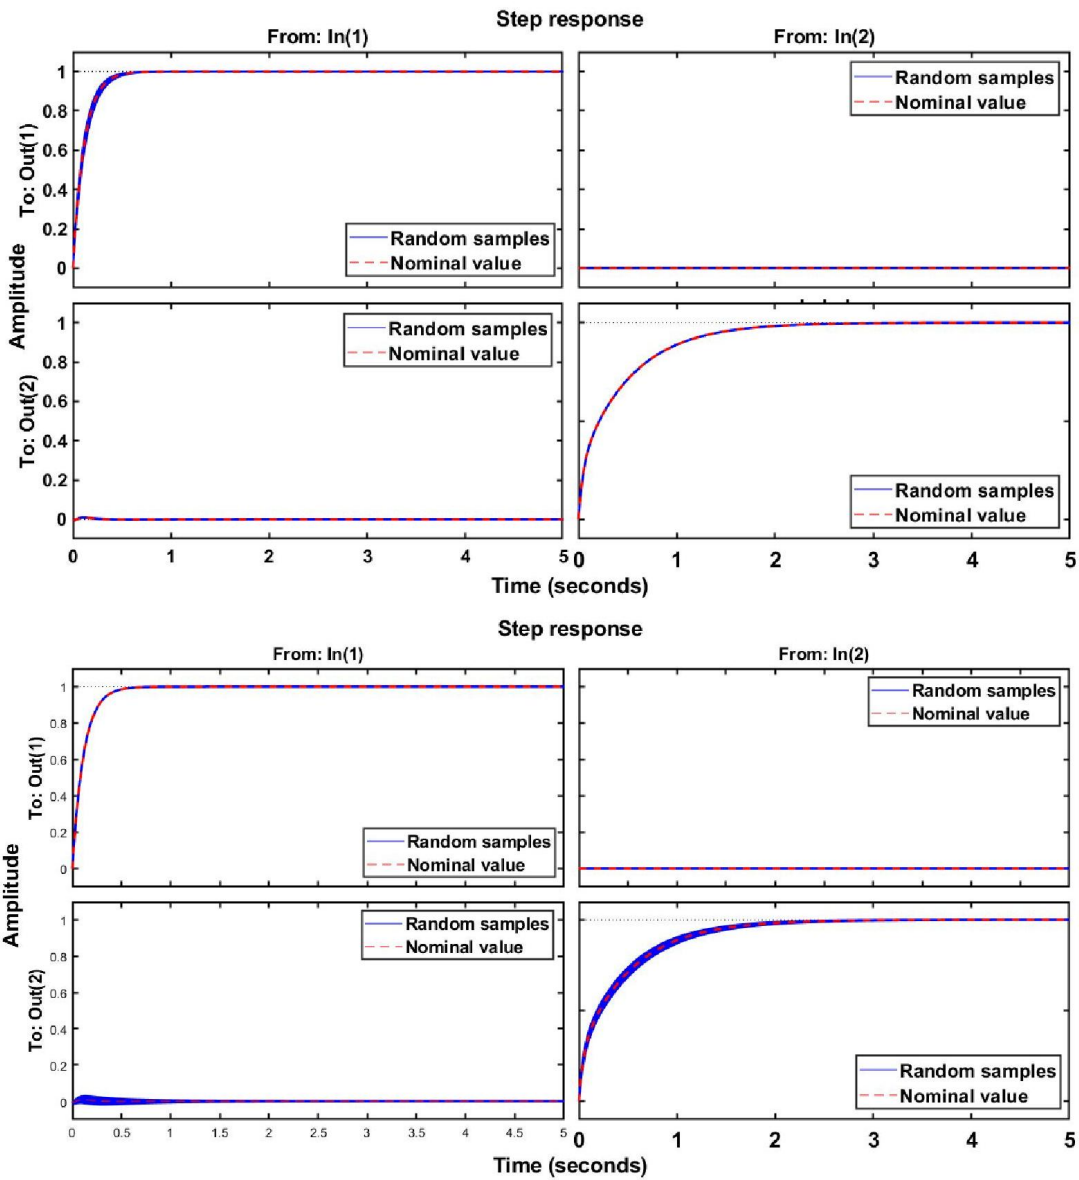 Step response
From: In(1)
From: In(2)
Amplitude
To: Out(1)
1
0.8
0.6
0.4
0.2
0
Random samples
Nominal value
Random samples
Nominal value
To: Out(2)
1
0.8
0.6
0.4
0.2
0
Random samples
Nominal value
Random samples
Nominal value
0 1 2 3 4 5
0 1 2 3 4 5
Time (seconds)
Step response
From: In(1)
From: In(2)
Amplitude
To: Out(1)
1
0.8
0.6
0.4
0.2
0
Random samples
Nominal value
Random samples
Nominal value
To: Out(2)
1
0.8
0.6
0.4
0.2
0
Random samples
Nominal value
Random samples
Nominal value
0 0.5 1 1.5 2 2.5 3 3.5 4 4.5 5
0 1 2 3 4 5
Time (seconds)